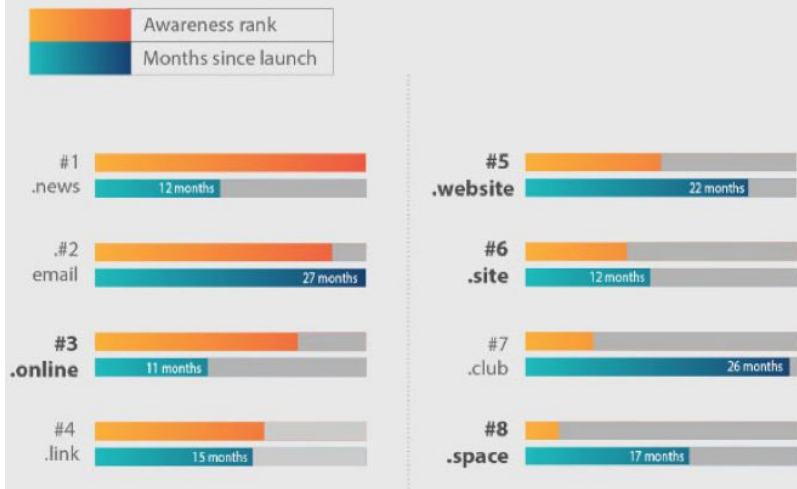 Awareness rank
Months since launch
#1
.news
12 months
.#2
email
27 months
#3
.online
11 months
#4
.link
15 months
#5
.website
22 months
#6
.site
12 months
#7
.club
26 months
#8
.space
17 months